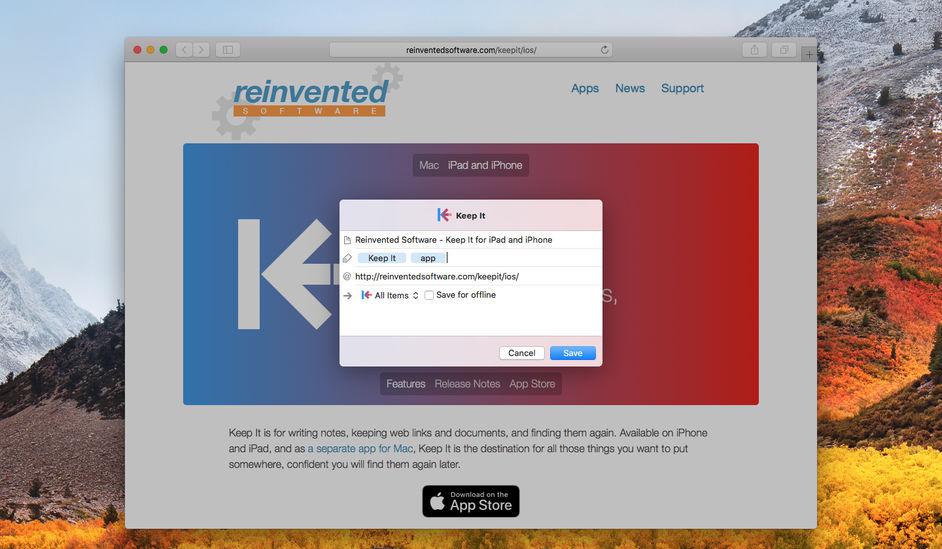 reinventedsoftware.com/keepit/ios/
reinvented
SOFTWARE
Apps News Support
Mac iPad and iPhone
Keep It
Reinvented Software - Keep It for iPad and iPhone
Keep It app
@ http://reinventedsoftware.com/keepit/ios/
All Items Save for offline
s,
Cancel Save
Features Release Notes App Store
Keep It is for writing notes, keeping web links and documents, and finding them again. Available on iPhone
and iPad, and as a separate app for Mac, Keep It is the destination for all those things you want to put
somewhere, confident you will find them again later.
Download on the
App Store